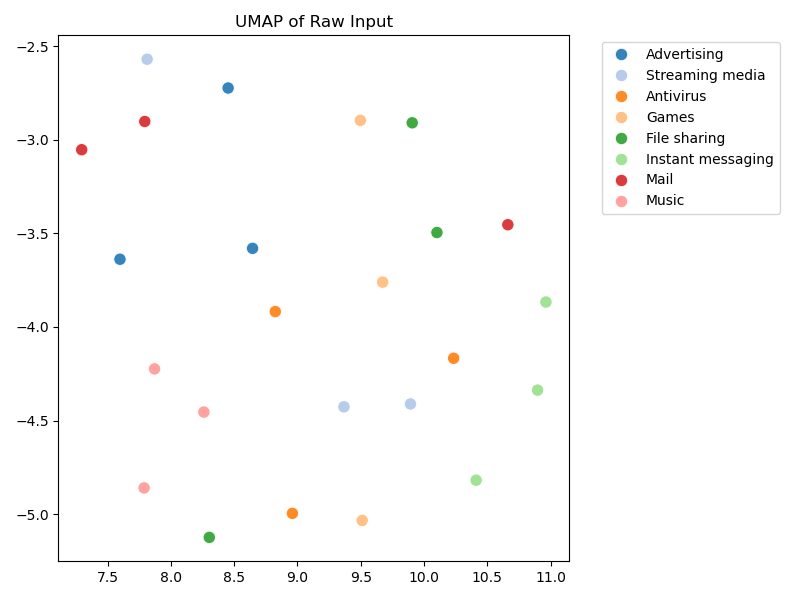 UMAP of Raw Input
−2.5
−3.0
−3.5
−4.0
−4.5
−5.0
7.5 8.0 8.5 9.0 9.5 10.0 10.5 11.0
Advertising
Streaming media
Antivirus
Games
File sharing
Instant messaging
Mail
Music